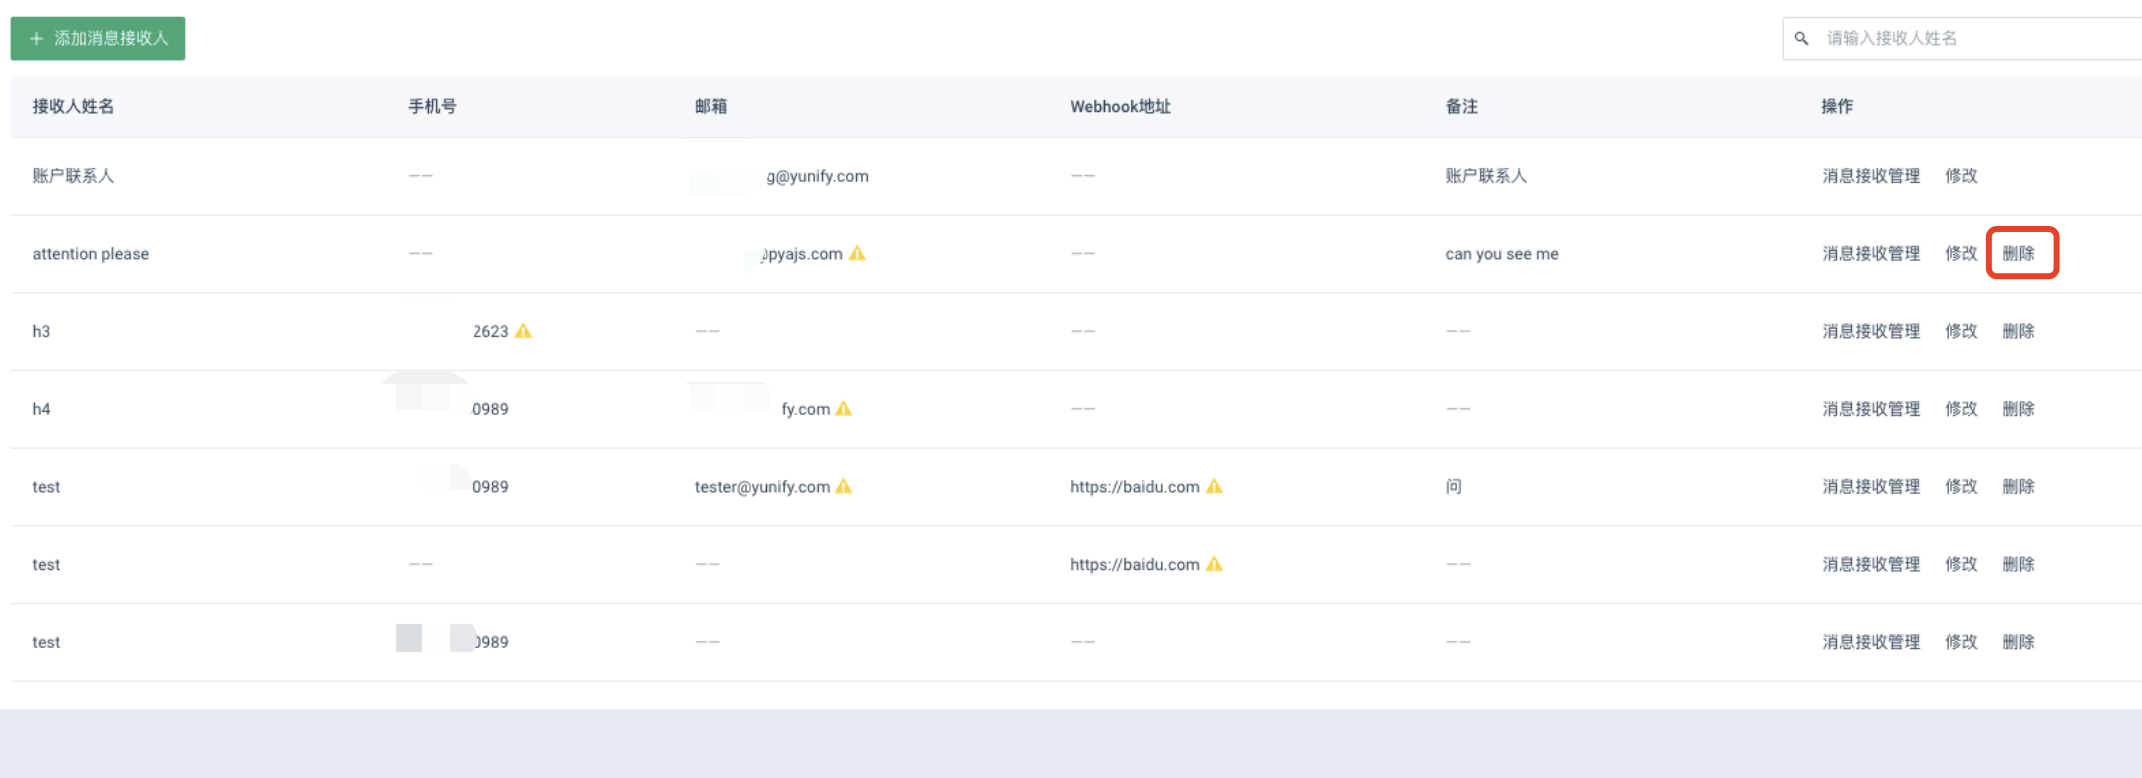 + 添加消息接收人 请输入接收人姓名
接收人姓名 手机号 邮箱 Webhook地址 备注 操作
账户联系人 —— g@yunify.com —— 账户联系人 消息接收管理 修改
attention please —— @pyajs.com —— can you see me 消息接收管理 修改 删除
h3 2623 —— —— —— 消息接收管理 修改 删除
h4 0989 fy.com —— —— 消息接收管理 修改 删除
test 0989 tester@yunify.com https://baidu.com 问 消息接收管理 修改 删除
test —— —— https://baidu.com —— 消息接收管理 修改 删除
test 0989 —— —— —— 消息接收管理 修改 删除